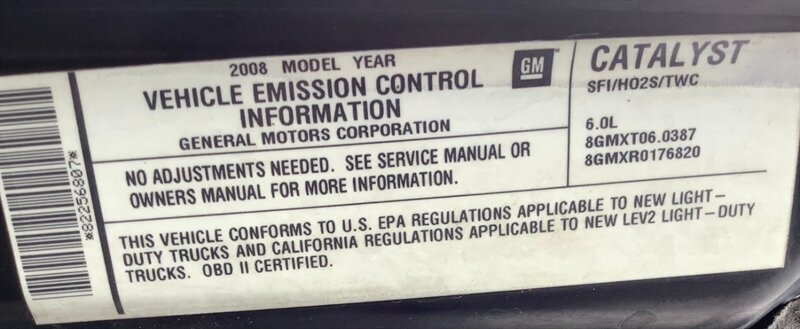 *82256807*
2008 MODEL YEAR
VEHICLE EMISSION CONTROL
INFORMATION
GENERAL MOTORS CORPORATION
GM
NO ADJUSTMENTS NEEDED. SEE SERVICE MANUAL OR
OWNERS MANUAL FOR MORE INFORMATION.
CATALYST
SFI/HO2S/TWC
6.0L
8GMXT06.0387
8GMXR0176820
THIS VEHICLE CONFORMS TO U.S. EPA REGULATIONS APPLICABLE TO NEW LIGHT-
DUTY TRUCKS AND CALIFORNIA REGULATIONS APPLICABLE TO NEW LEV2 LIGHT-DUTY
TRUCKS. OBD II CERTIFIED.